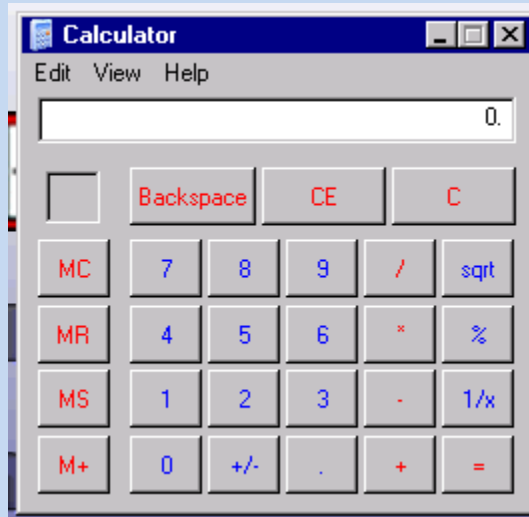 Calculator
Edit View Help
0.
Backspace CE C
MC 7 8 9 / sqrt
MR 4 5 6 * %
MS 1 2 3 - 1/x
M+ 0 +/- . + =